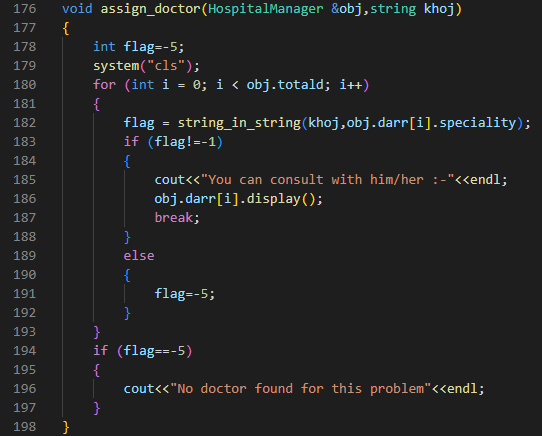 176 void assign_doctor(HospitalManager &obj,string khoj)
177 {
178     int flag=-5;
179     system("cls");
180     for (int i = 0; i < obj.totald; i++)
181     {
182         flag = string_in_string(khoj,obj.darr[i].speciality);
183         if (flag!=-1)
184         {
185             cout<<"You can consult with him/her :-"<<endl;
186             obj.darr[i].display();
187             break;
188         }
189         else
190         {
191             flag=-5;
192         }
193     }
194     if (flag==-5)
195     {
196         cout<<"No doctor found for this problem"<<endl;
197     }
198 }